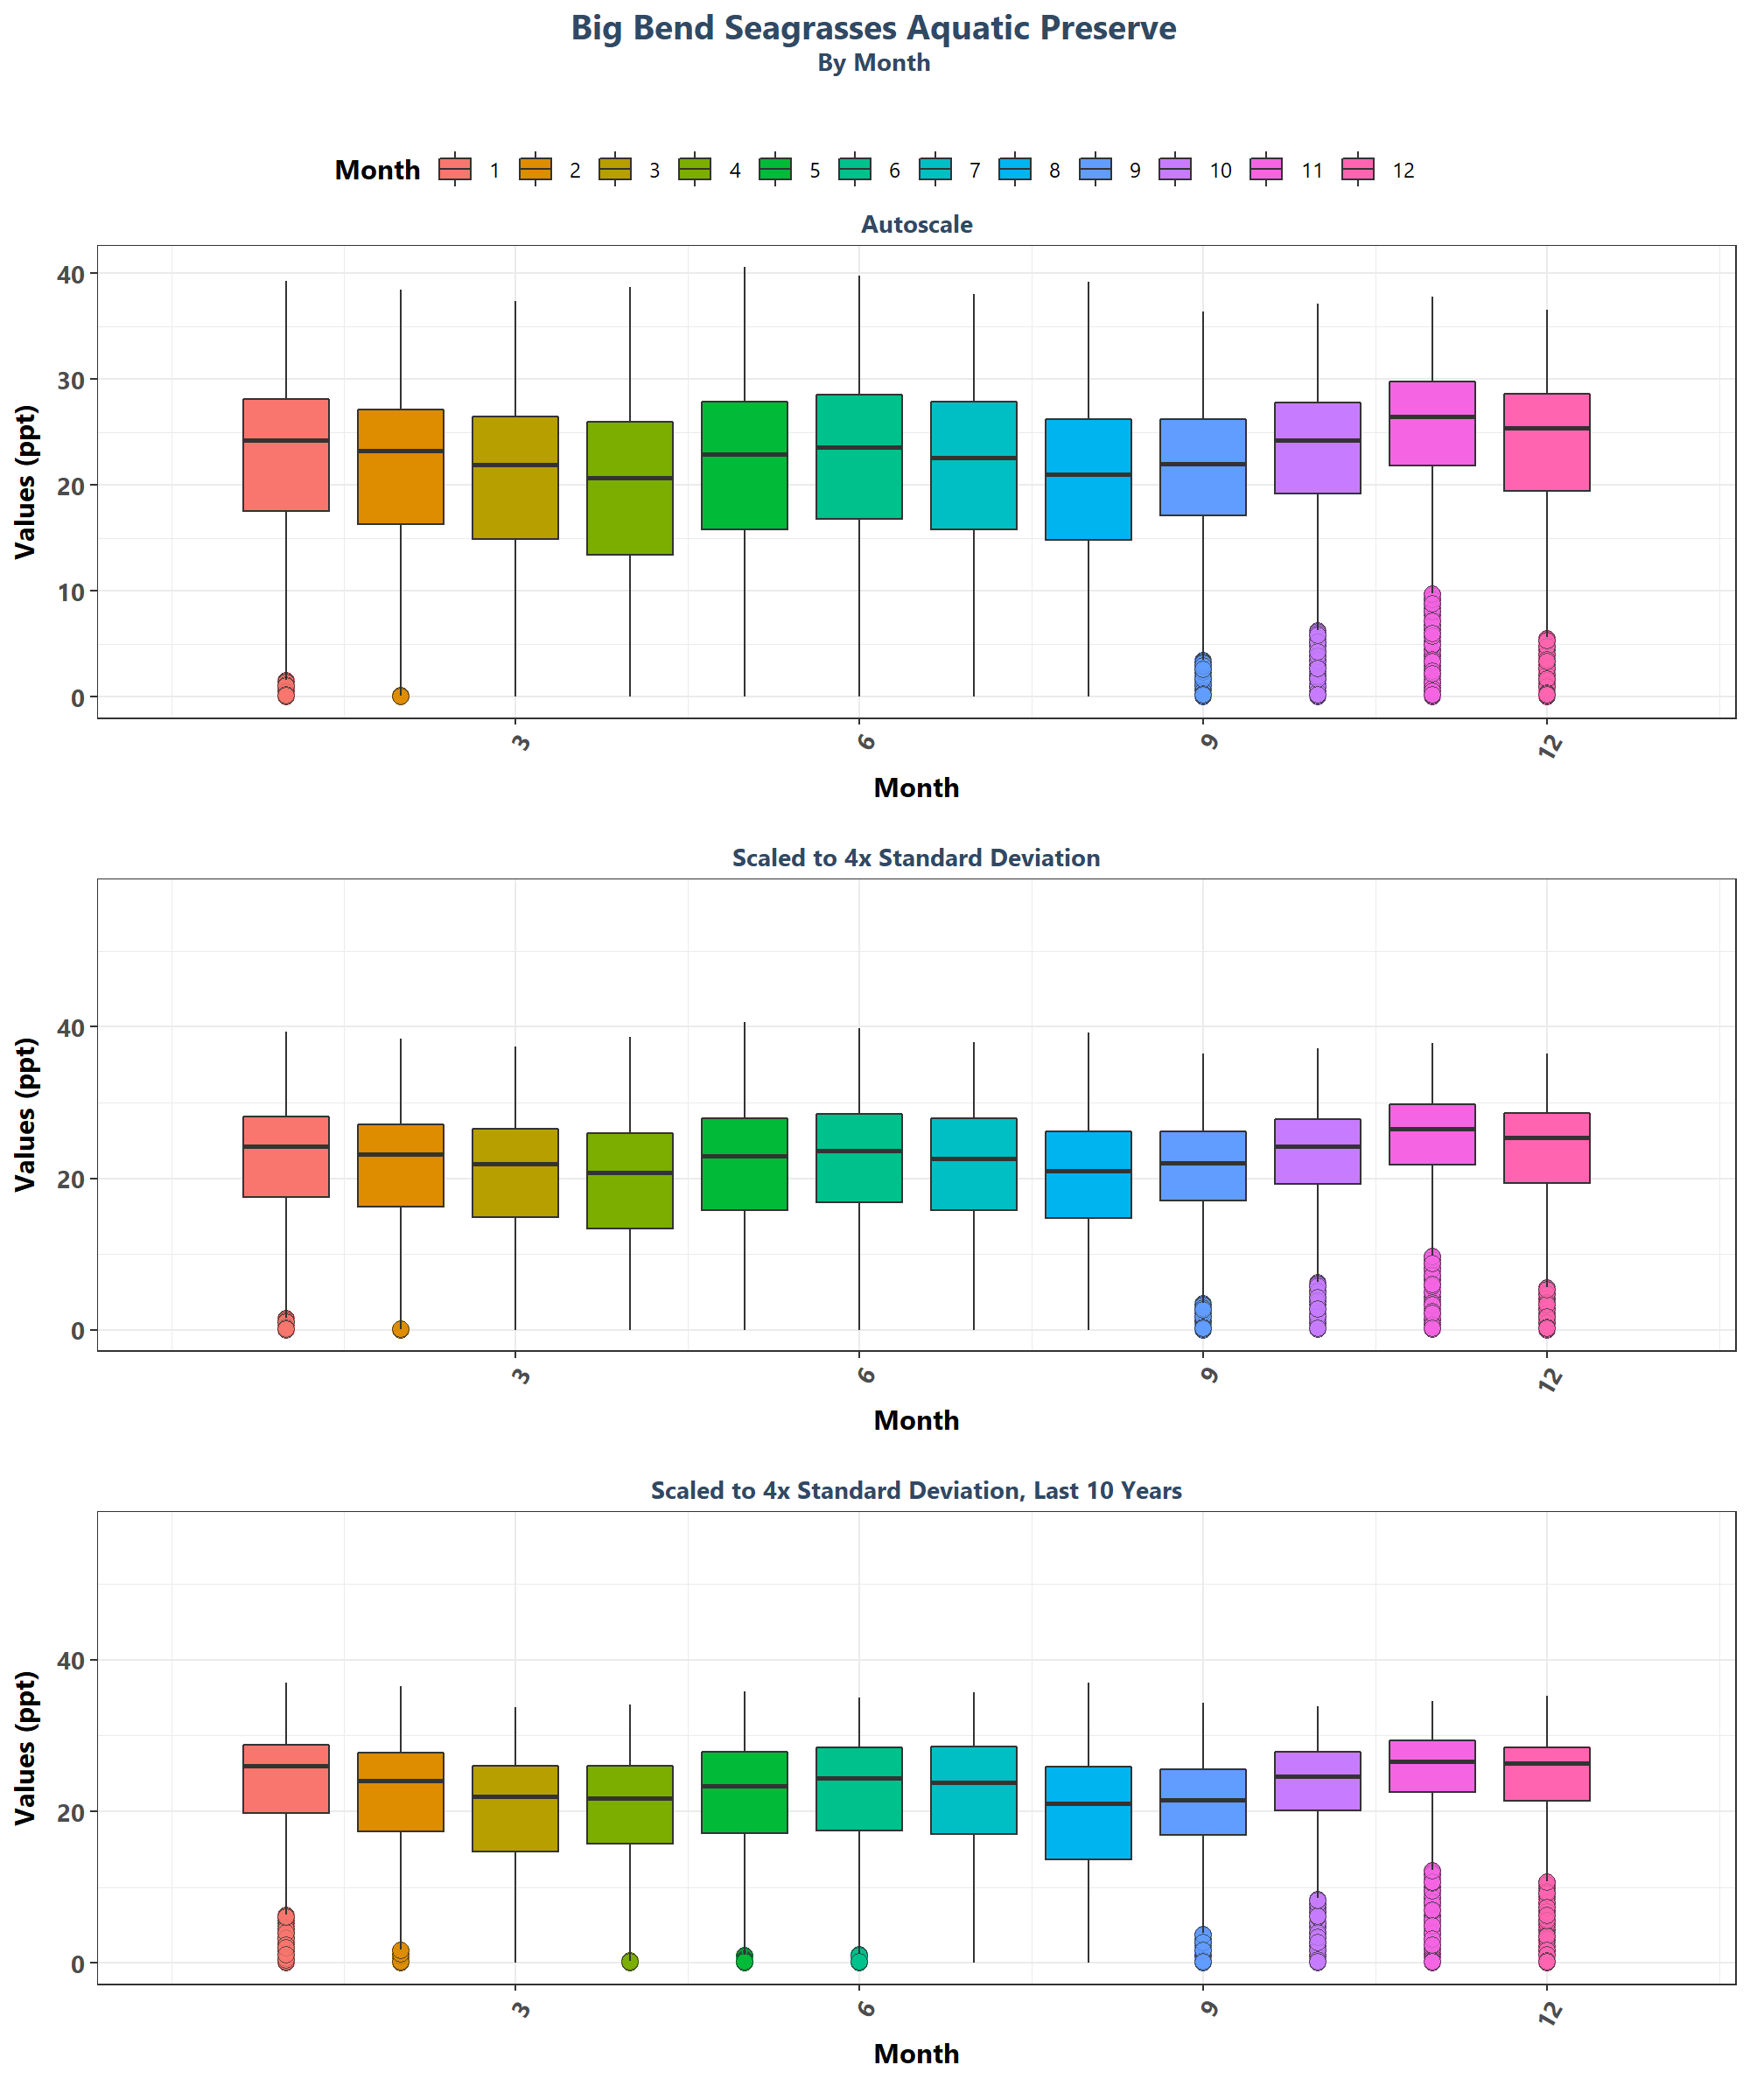 Big Bend Seagrasses Aquatic Preserve
By Month
Month 1 2 3 4 5 6 7 8 9 10 11 12
Autoscale
Values (ppt)
40
30
20
10
0
3 6 9 12
Month
Scaled to 4x Standard Deviation
Values (ppt)
40
20
0
3 6 9 12
Month
Scaled to 4x Standard Deviation, Last 10 Years
Values (ppt)
40
20
0
3 6 9 12
Month